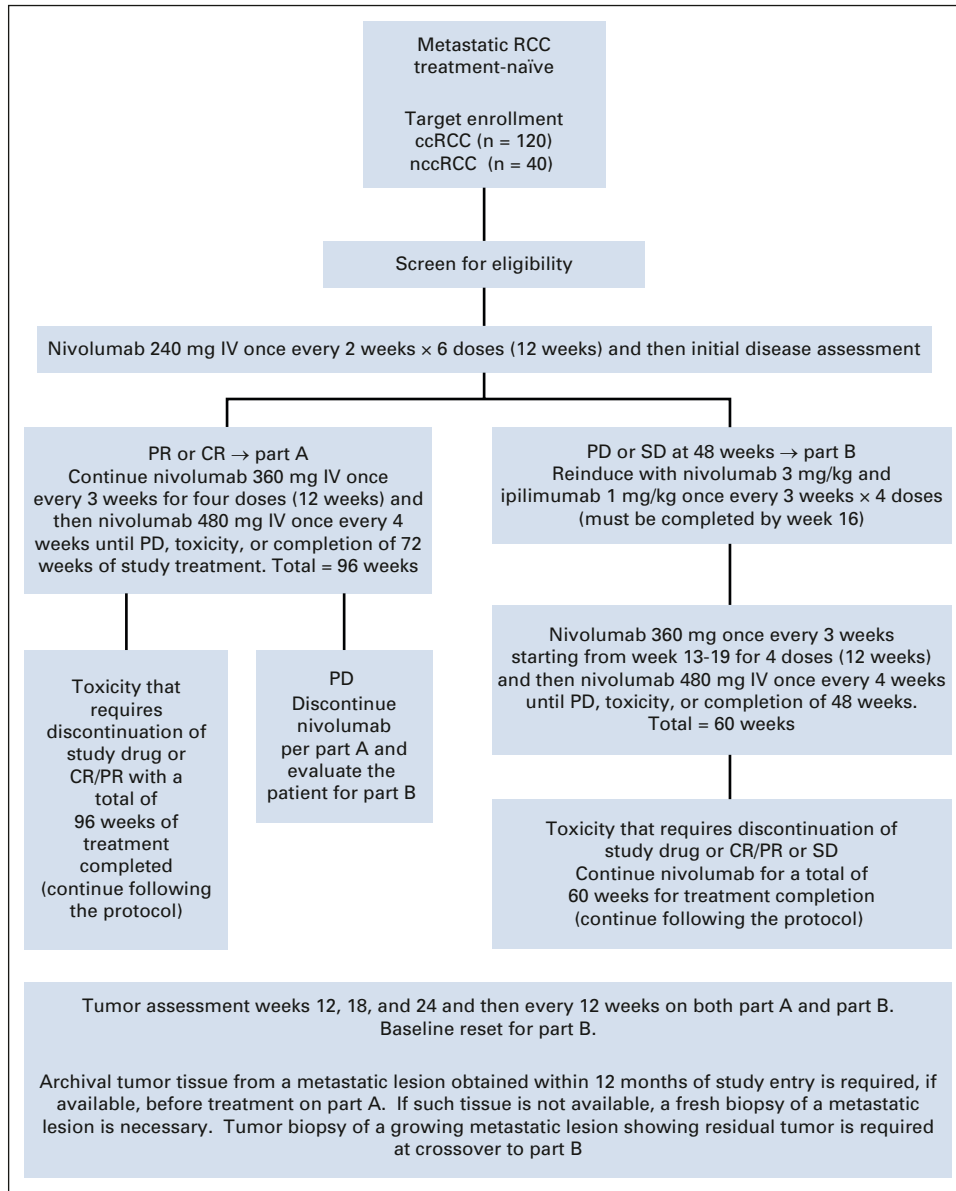 Metastatic RCC
treatment-naïve
Target enrollment
ccRCC (n = 120)
nccRCC (n = 40)
Screen for eligibility
Nivolumab 240 mg IV once every 2 weeks × 6 doses (12 weeks) and then initial disease assessment
PR or CR → part A
Continue nivolumab 360 mg IV once
every 3 weeks for four doses (12 weeks) and
then nivolumab 480 mg IV once every 4
weeks until PD, toxicity, or completion of 72
weeks of study treatment. Total = 96 weeks
PD or SD at 48 weeks → part B
Reinduce with nivolumab 3 mg/kg and
ipilimumab 1 mg/kg once every 3 weeks × 4 doses
(must be completed by week 16)
Toxicity that
requires
discontinuation of
study drug or
CR/PR with a
total of
96 weeks of
treatment
completed
(continue following
the protocol)
PD
Discontinue
nivolumab
per part A and
evaluate the
patient for part B
Nivolumab 360 mg once every 3 weeks
starting from week 13-19 for 4 doses (12 weeks)
and then nivolumab 480 mg IV once every 4 weeks
until PD, toxicity, or completion of 48 weeks.
Total = 60 weeks
Toxicity that requires discontinuation of
study drug or CR/PR or SD
Continue nivolumab for a total of
60 weeks for treatment completion
(continue following the protocol)
Tumor assessment weeks 12, 18, and 24 and then every 12 weeks on both part A and part B.
Baseline reset for part B.
Archival tumor tissue from a metastatic lesion obtained within 12 months of study entry is required, if
available, before treatment on part A. If such tissue is not available, a fresh biopsy of a metastatic
lesion is necessary. Tumor biopsy of a growing metastatic lesion showing residual tumor is required
at crossover to part B